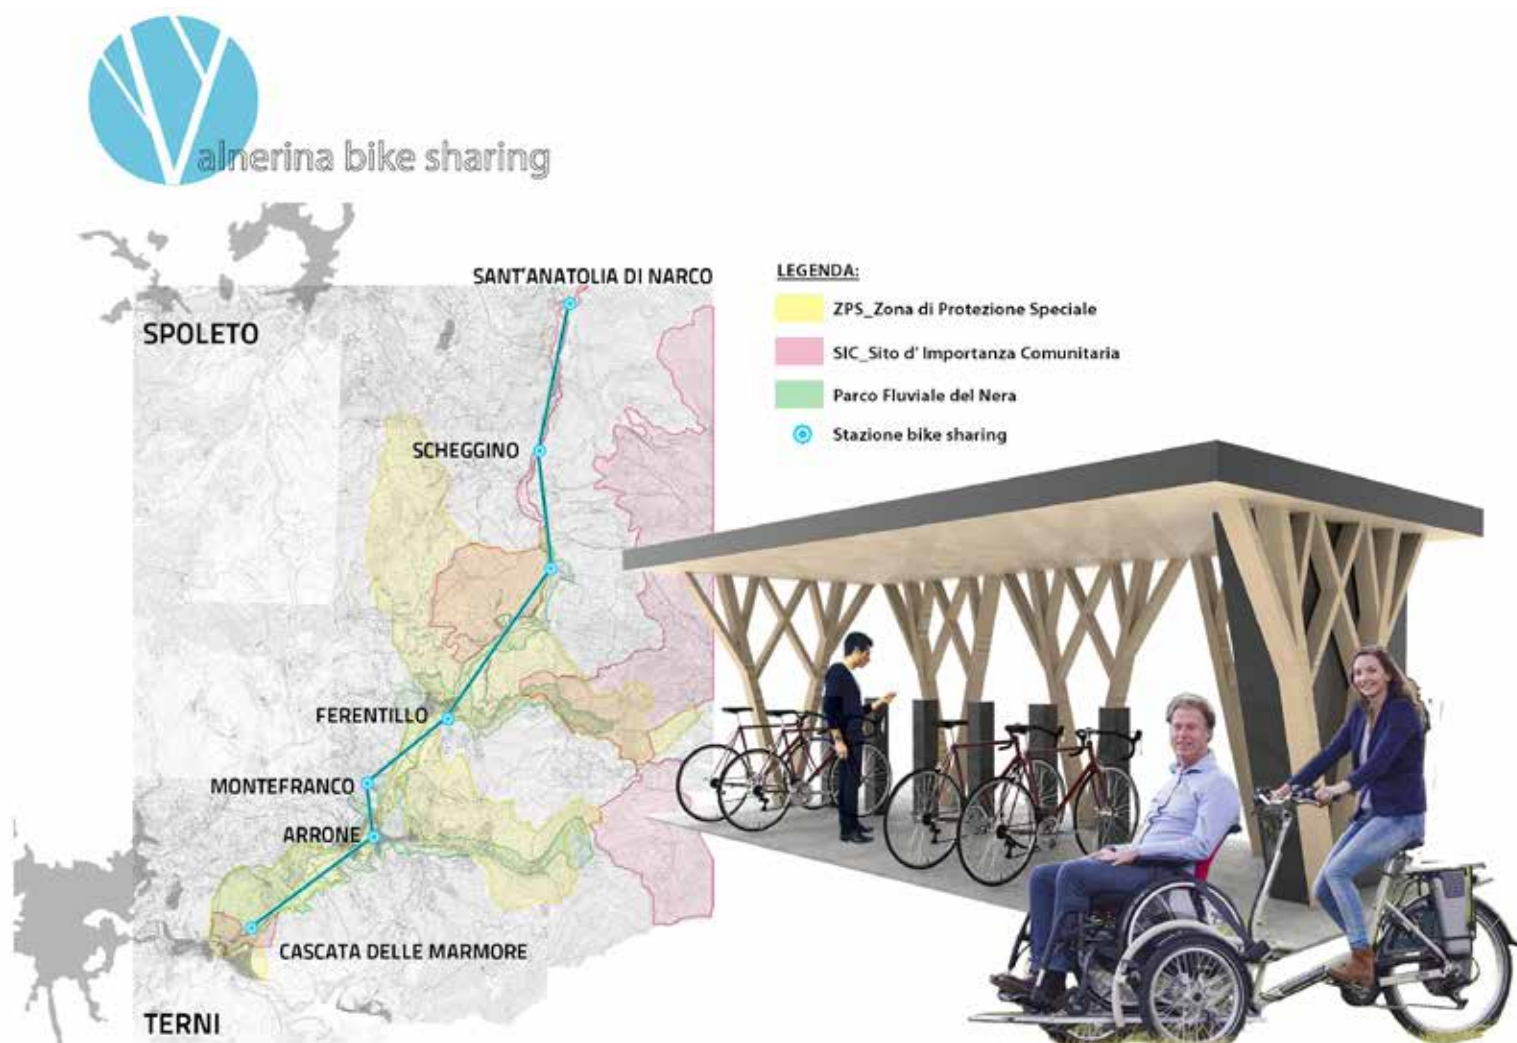 Valnerina bike sharing
SANT'ANATOLIA DI NARCO
SPOLETO
SCHEGGINO
FERENTILLO
MONTEFRANCO
ARRONE
CASCATA DELLE MARMORE
TERNI
LEGENDA:
ZPS_Zona di Protezione Speciale
SIC_Sito d' Importanza Comunitaria
Parco Fluviale del Nera
Stazione bike sharing